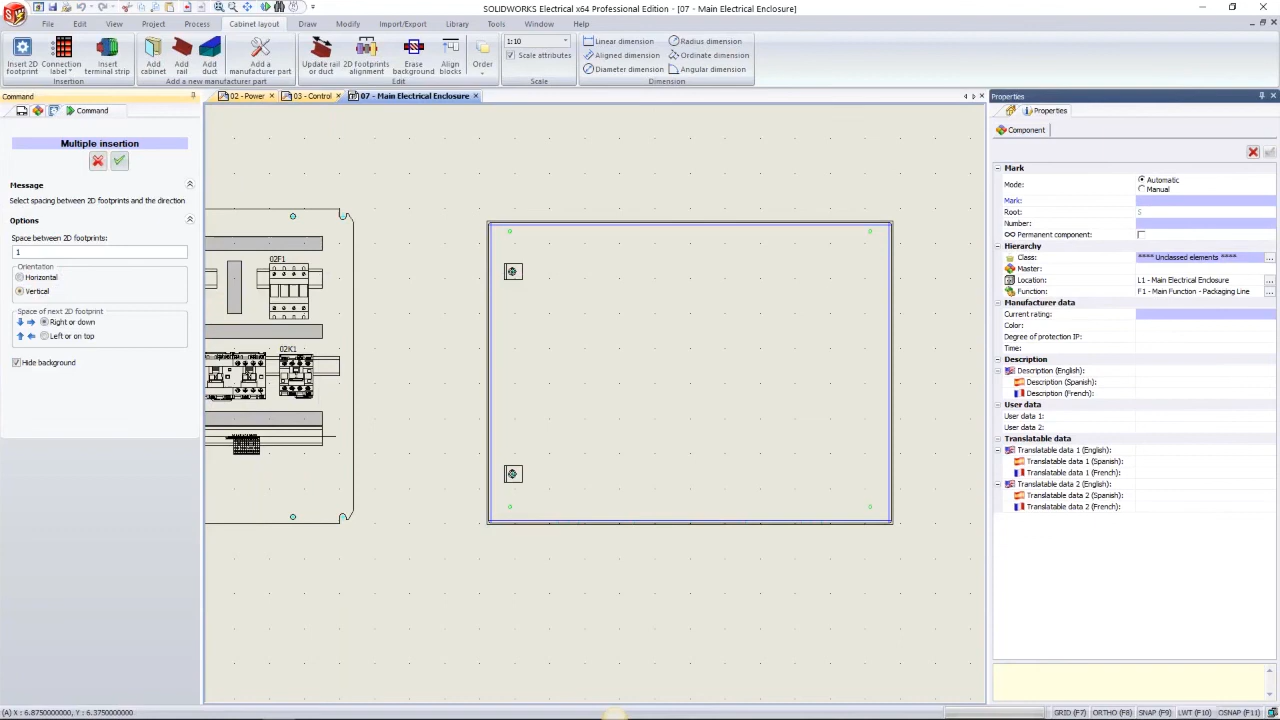 SOLIDWORKS Electrical x64 Professional Edition - [07 - Main Electrical Enclosure]
File Edit View Project Process Cabinet layout Draw Modify Import/Export Library Tools Window Help
Insert 2D footprint
Connection label
Insert terminal strip
Insertion
Add cabinet
Add rail
Add duct
Add a manufacturer part
Add a new manufacturer part
Update rail or duct
2D footprints alignment
Erase background
Align blocks
Order
Edit
1:10
Scale attributes
Scale
Linear dimension
Aligned dimension
Diameter dimension
Radius dimension
Ordinate dimension
Angular dimension
Dimension
Command
Command
Multiple insertion
Message
Select spacing between 2D footprints and the direction
Options
Space between 2D footprints:
1
Orientation
Horizontal
Vertical
Space of next 2D footprint
Right or down
Left or on top
Hide background
02 - Power
03 - Control
07 - Main Electrical Enclosure
02F1
02K1
Properties
Properties
Component
Mark
Mode: Automatic
Manual
Mark:
Root: S
Number:
Permanent component:
Hierarchy
Class: **** Unclassed elements ****
Master:
Location: L1 - Main Electrical Enclosure
Function: F1 - Main Function - Packaging Line
Manufacturer data
Current rating:
Color:
Degree of protection IP:
Time:
Description
Description (English):
Description (Spanish):
Description (French):
User data
User data 1:
User data 2:
Translatable data
Translatable data 1 (English):
Translatable data 1 (Spanish):
Translatable data 1 (French):
Translatable data 2 (English):
Translatable data 2 (Spanish):
Translatable data 2 (French):
(A) X : 6.8750000000, Y : 6.3750000000
GRID (F7) ORTHO (F8) SNAP (F9) LWT (F10) OSNAP (F11)